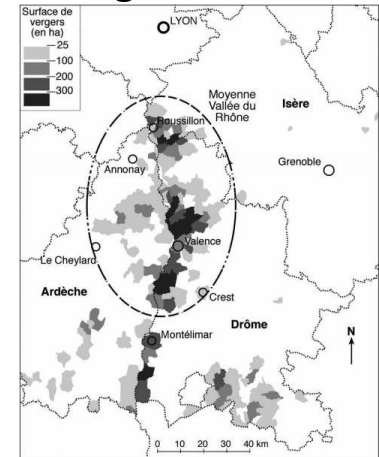 Surface de
vergers
(en ha)
25
100
200
300
LYON
Moyenne
Vallée du
Rhône
Isère
Roussillon
Annonay
Grenoble
Valence
Le Cheylard
Ardèche
Crest
Drôme
Montélimar
N
0 10 20 30 40 km